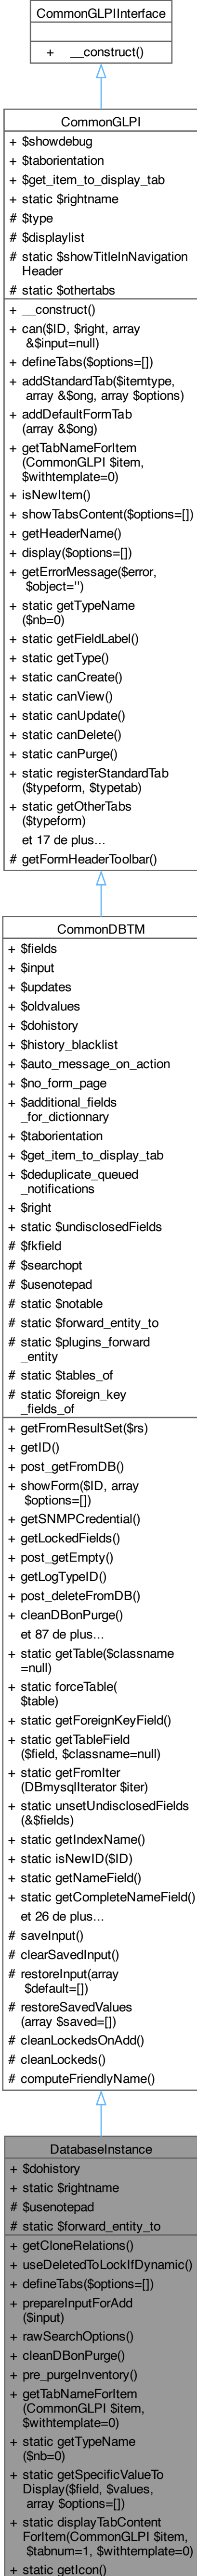 CommonGLPIInterface
+ __construct()
CommonGLPI
+ $showdebug
+ $taborientation
+ $get_item_to_display_tab
+ static $rightname
# $type
# $displaylist
# static $showTitleInNavigation
Header
# static $othertabs
+ __construct()
+ can($ID, $right, array
&$input=null)
+ defineTabs($options=[])
+ addStandardTab($itemtype,
array &$ong, array $options)
+ addDefaultFormTab
(array &$ong)
+ getTabNameForItem
(CommonGLPI $item,
$withtemplate=0)
+ isNewItem()
+ showTabsContent($options=[])
+ getHeaderName()
+ display($options=[])
+ getErrorMessage($error,
$object='')
+ static getTypeName
($nb=0)
+ static getFieldLabel()
+ static getType()
+ static canCreate()
+ static canView()
+ static canUpdate()
+ static canDelete()
+ static canPurge()
+ static registerStandardTab
($typeform, $typetab)
+ static getOtherTabs
($typeform)
et 17 de plus...
# getFormHeaderToolbar()
CommonDBTM
+ $fields
+ $input
+ $updates
+ $oldvalues
+ $dohistory
+ $history_blacklist
+ $auto_message_on_action
+ $no_form_page
+ $additional_fields
_for_dictionnary
+ $taborientation
+ $get_item_to_display_tab
+ $deduplicate_queued
_notifications
+ $right
+ static $undisclosedFields
# $fkfield
# $searchopt
# $usenotepad
# static $notable
# static $forward_entity_to
# static $plugins_forward
_entity
# static $tables_of
# static $foreign_key
_fields_of
+ getFromResultSet($rs)
+ getID()
+ post_getFromDB()
+ showForm($ID, array
$options=[])
+ getSNMPCredential()
+ getLockedFields()
+ post_getEmpty()
+ getLogTypeID()
+ post_deleteFromDB()
+ cleanDBonPurge()
et 87 de plus...
+ static getTable($classname
=null)
+ static forceTable(
$table)
+ static getForeignKeyField()
+ static getTableField
($field, $classname=null)
+ static getFromIter
(DBmysqlIterator $iter)
+ static unsetUndisclosedFields
(&$fields)
+ static getIndexName()
+ static isNewID($ID)
+ static getNameField()
+ static getCompleteNameField()
et 26 de plus...
# saveInput()
# clearSavedInput()
# restoreInput(array
$default=[])
# restoreSavedValues
(array $saved=[])
# cleanLockedsOnAdd()
# cleanLockeds()
# computeFriendlyName()
DatabaseInstance
+ $dohistory
+ static $rightname
# $usenotepad
# static $forward_entity_to
+ getCloneRelations()
+ useDeletedToLockIfDynamic()
+ defineTabs($options=[])
+ prepareInputForAdd
($input)
+ rawSearchOptions()
+ cleanDBonPurge()
+ pre_purgeInventory()
+ getTabNameForItem
(CommonGLPI $item,
$withtemplate=0)
+ static getTypeName
($nb=0)
+ static getSpecificValueTo
Display($field, $values,
array $options=[])
+ static displayTabContent
ForItem(CommonGLPI $item,
$tabnum=1, $withtemplate=0)
+ static getIcon()